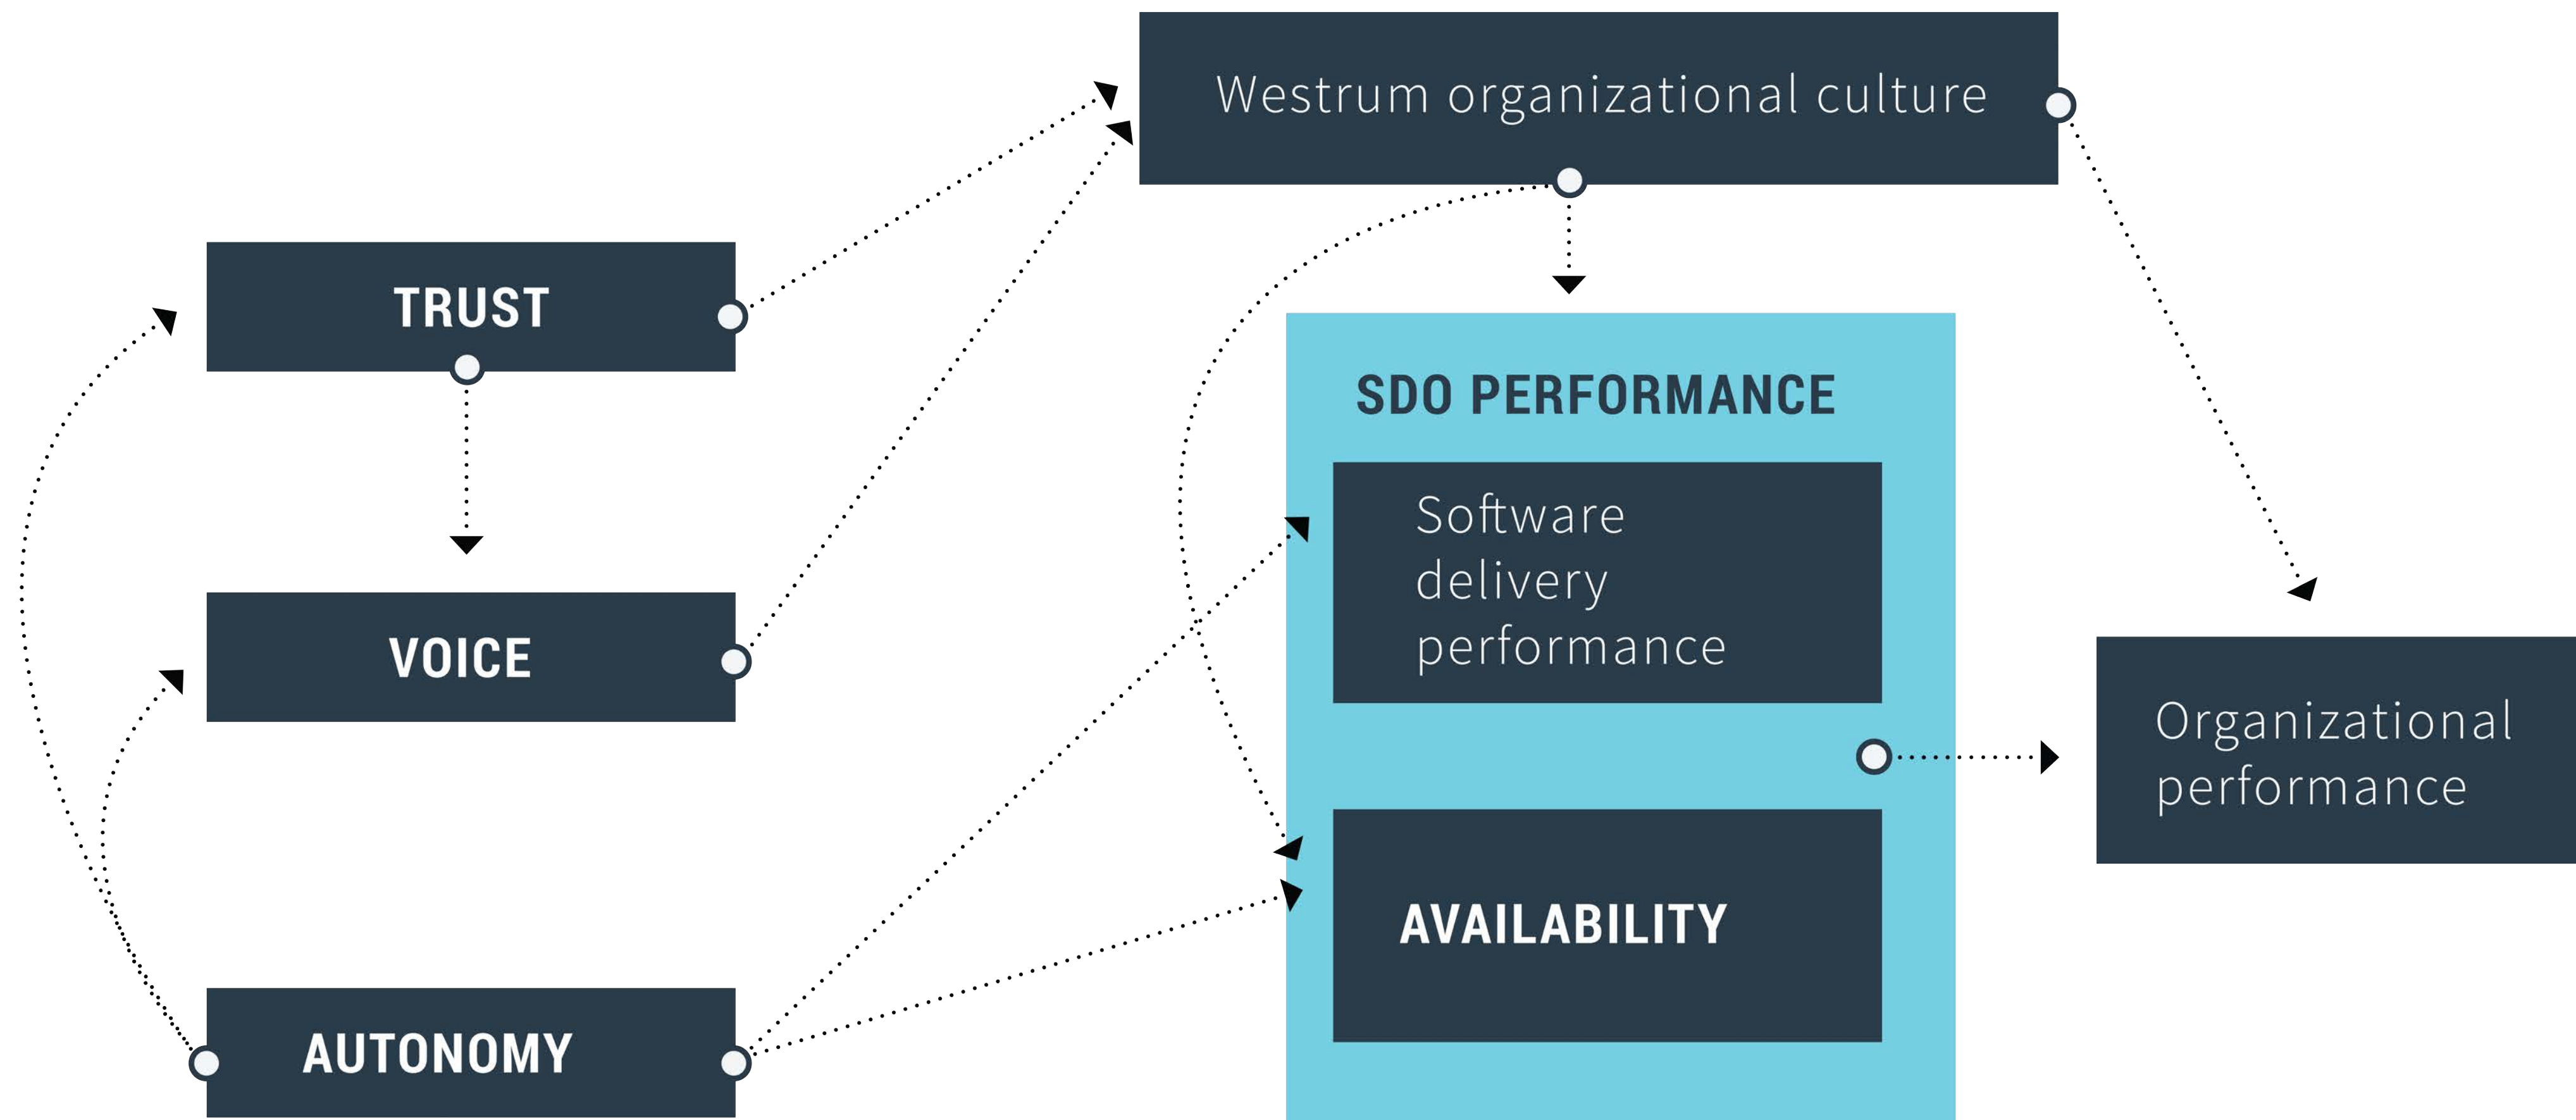 Westrum organizational culture
TRUST
VOICE
AUTONOMY
SDO PERFORMANCE
Software
delivery
performance
AVAILABILITY
Organizational
performance